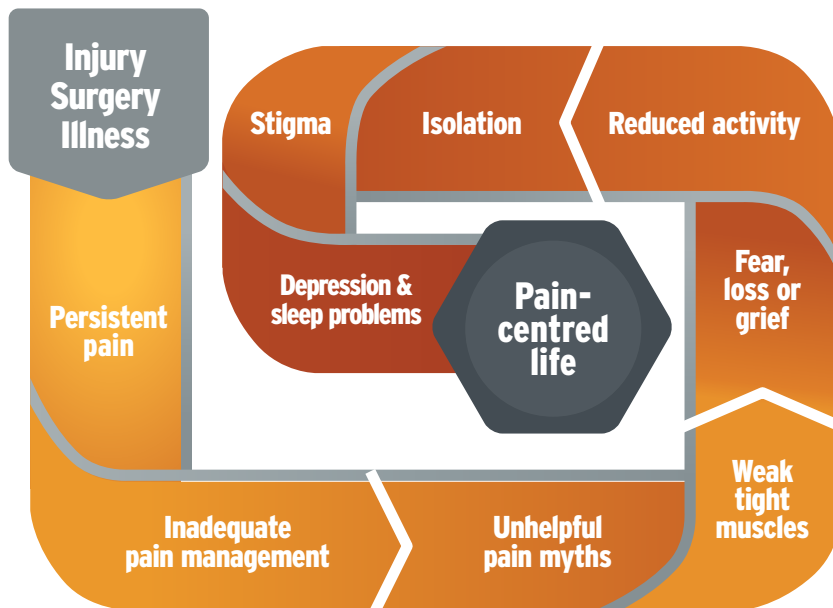 Injury
Surgery
Illness
Persistent
pain
Inadequate
pain management
Unhelpful
pain myths
Weak
tight
muscles
Fear,
loss or
grief
Reduced activity
Isolation
Stigma
Depression &
sleep problems
Pain-
centred
life